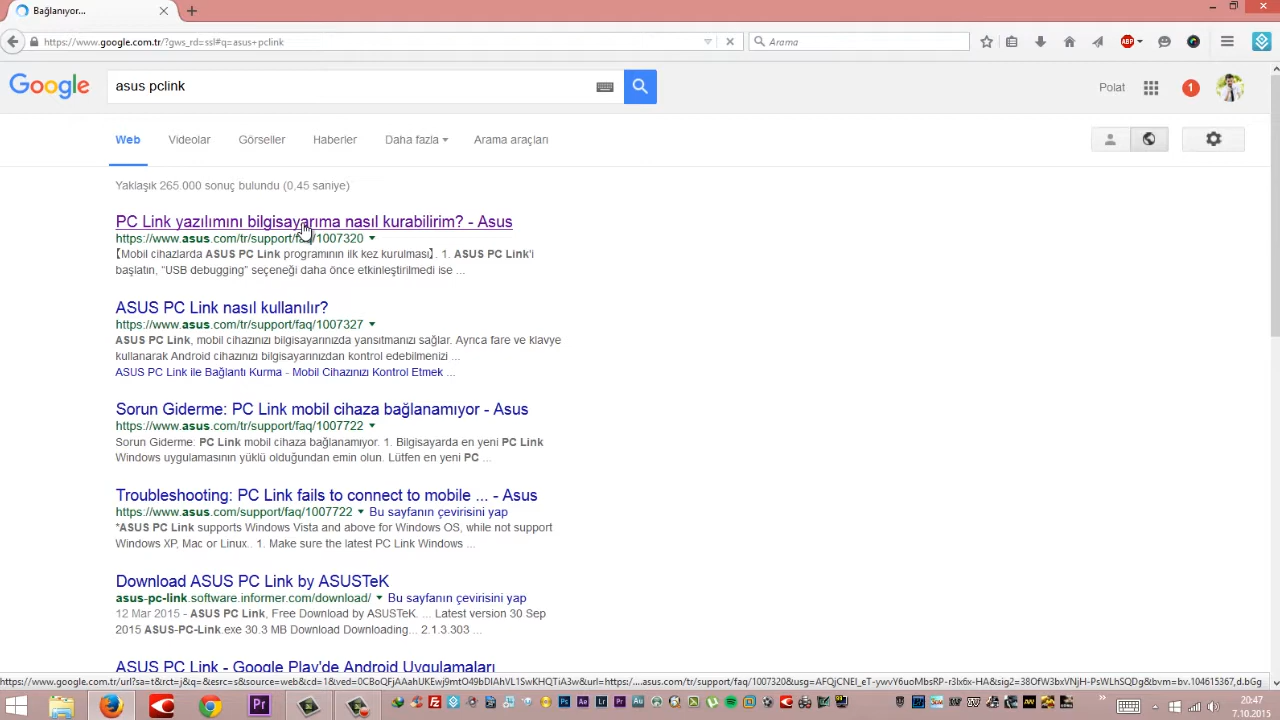 Bağlanıyor...
https://www.google.com.tr/?gws_rd=ssl#q=asus+pclink
Arama
ABP
Google
asus pclink
Polat
1
Web Videolar Görseller Haberler Daha fazla Arama araçları
Yaklaşık 265.000 sonuç bulundu (0,45 saniye)
PC Link yazılımını bilgisayarıma nasıl kurabilirim? - Asus
https://www.asus.com/tr/support/faq/1007320
【Mobil cihazlarda ASUS PC Link programının ilk kez kurulması】. 1. ASUS PC Link'i
başlatın, "USB debugging" seçeneği daha önce etkinleştirilmedi ise ...
ASUS PC Link nasıl kullanılır?
https://www.asus.com/tr/support/faq/1007327
ASUS PC Link, mobil cihazınızı bilgisayarınızda yansıtmanızı sağlar. Ayrıca fare ve klavye
kullanarak Android cihazınızı bilgisayarınızdan kontrol edebilmenizi ...
ASUS PC Link ile Bağlantı Kurma - Mobil Cihazınızı Kontrol Etmek ...
Sorun Giderme: PC Link mobil cihaza bağlanamıyor - Asus
https://www.asus.com/tr/support/faq/1007722
Sorun Giderme: PC Link mobil cihaza bağlanamıyor. 1. Bilgisayarda en yeni PC Link
Windows uygulamasının yüklü olduğundan emin olun. Lütfen en yeni PC ...
Troubleshooting: PC Link fails to connect to mobile ... - Asus
https://www.asus.com/support/faq/1007722 Bu sayfanın çevirisini yap
*ASUS PC Link supports Windows Vista and above for Windows OS, while not support
Windows XP, Mac or Linux.. 1. Make sure the latest PC Link Windows ...
Download ASUS PC Link by ASUSTeK
asus-pc-link.software.informer.com/download/ Bu sayfanın çevirisini yap
12 Mar 2015 - ASUS PC Link, Free Download by ASUSTeK. ... Latest version 30 Sep
2015 ASUS-PC-Link.exe 30.3 MB Download Downloading... 2.1.3.303 ...
ASUS PC Link - Google Play'de Android Uygulamaları
20:47
7.10.2015